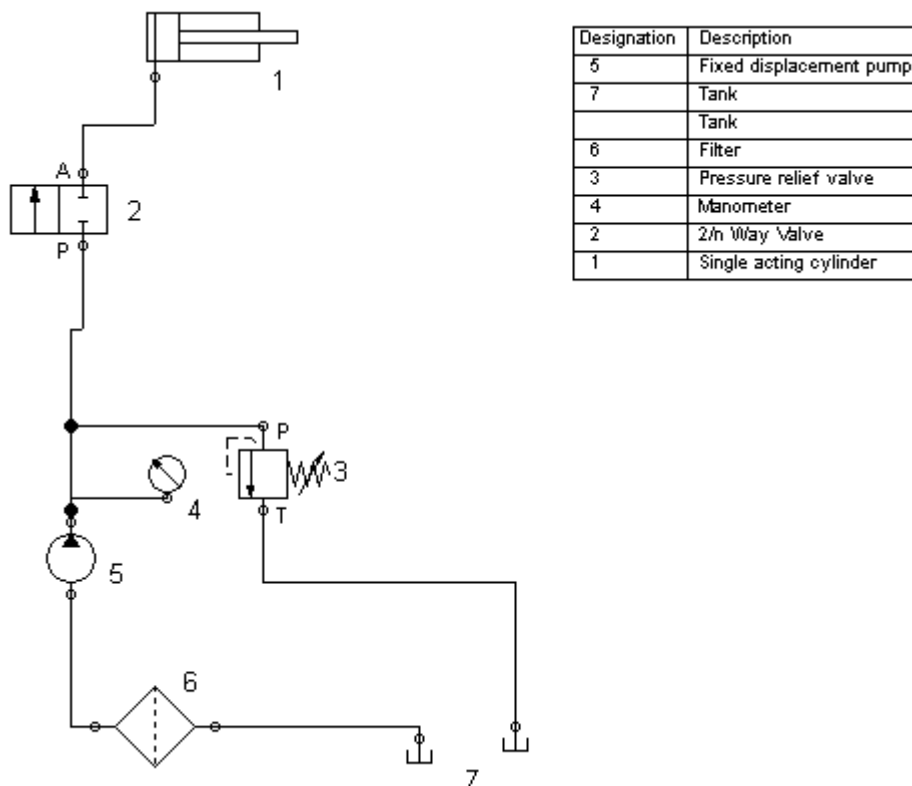 Designation Description
5 Fixed displacement pump
7 Tank
Tank
6 Filter
3 Pressure relief valve
4 Manometer
2 2/n Way Valve
1 Single acting cylinder
1
A
2
P
P
3
4
T
5
6
7